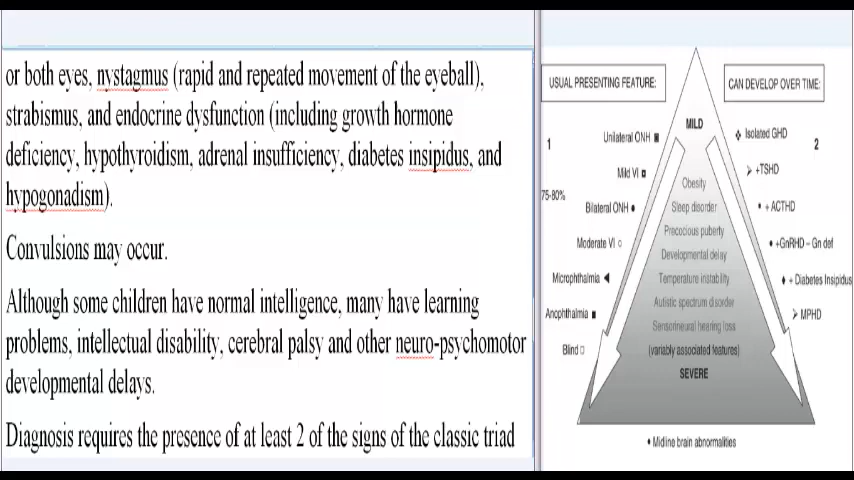 or both eyes, nystagmus (rapid and repeated movement of the eyeball),
strabismus, and endocrine dysfunction (including growth hormone
deficiency, hypothyroidism, adrenal insufficiency, diabetes insipidus, and
hypogonadism).
Convulsions may occur.
Although some children have normal intelligence, many have learning
problems, intellectual disability, cerebral palsy and other neuro-psychomotor
developmental delays.
Diagnosis requires the presence of at least 2 of the signs of the classic triad
USUAL PRESENTING FEATURE:
1
75-80%
Unilateral ONH
Mild VI
Bilateral ONH
Moderate VI
Microphthalmia
Anophthalmia
Blind
MILD
Obesity
Sleep disorder
Precocious puberty
Developmental delay
Temperature instability
Autistic spectrum disorder
Sensorineural hearing loss
(variably associated features)
SEVERE
CAN DEVELOP OVER TIME:
2
Isolated GHD
+TSHD
+ ACTHD
+GnRHD – Gn def
+ Diabetes Insipidus
MPHD
• Midline brain abnormalities